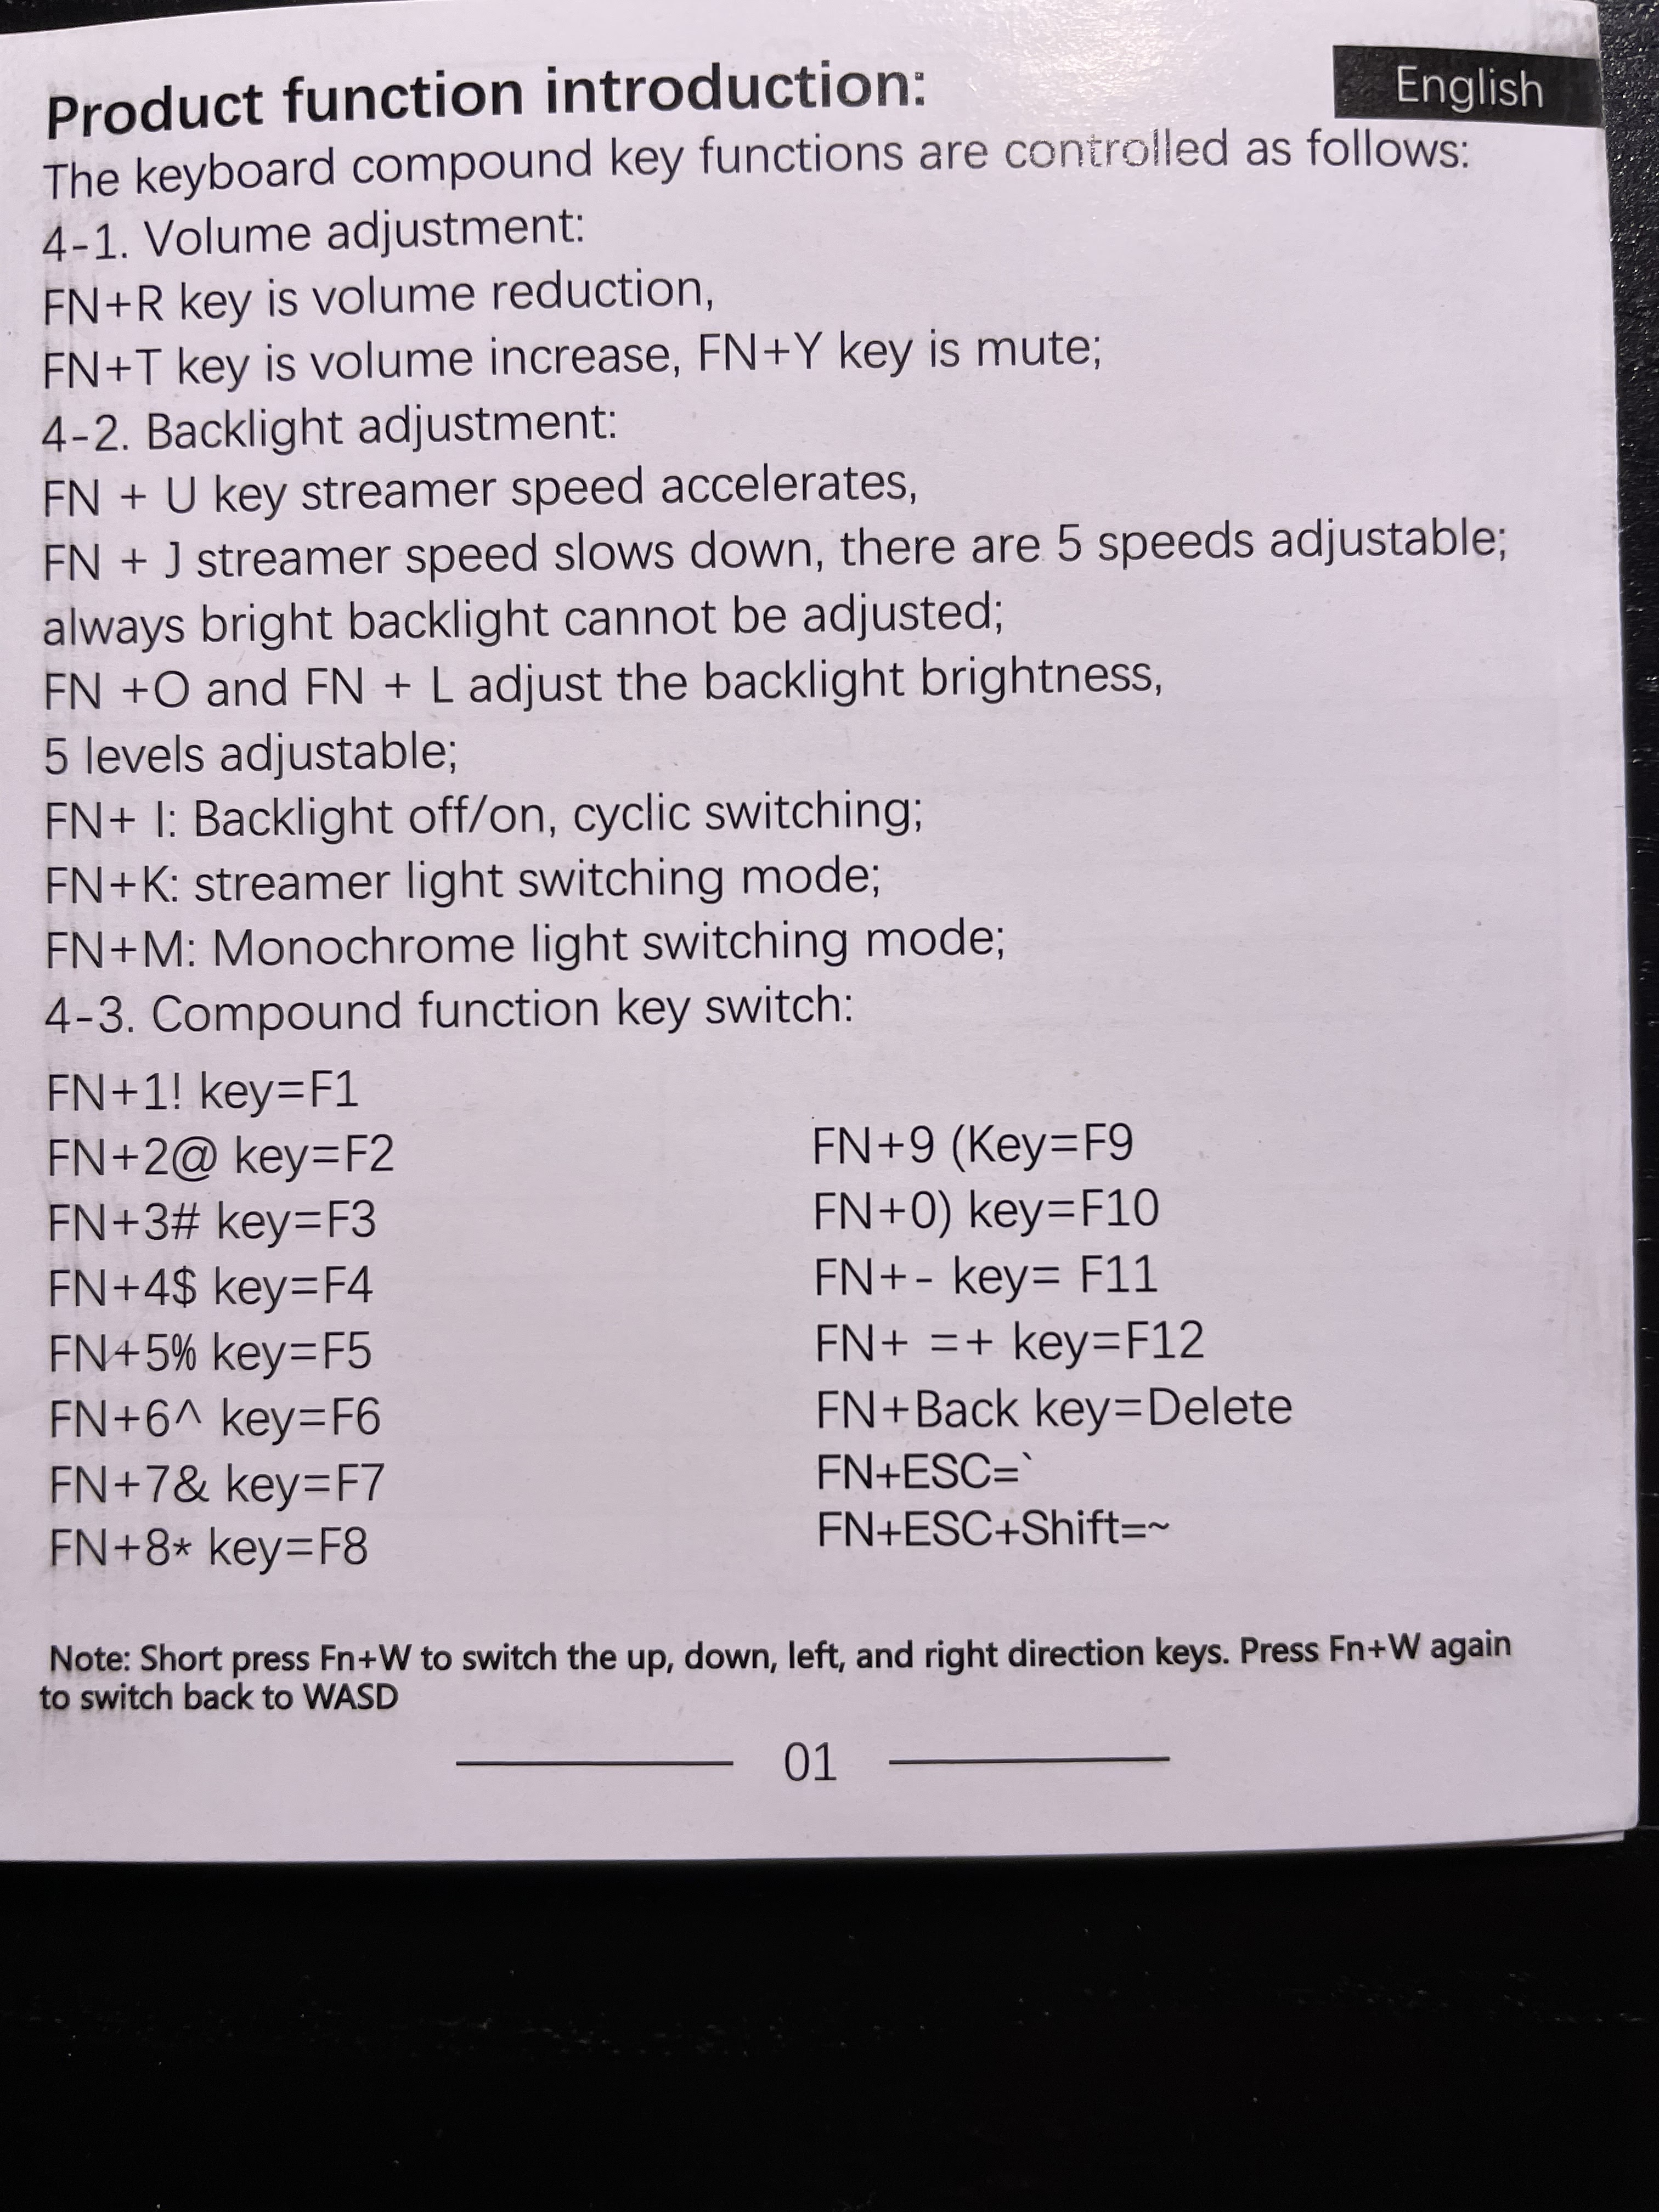 Product function introduction:
English
The keyboard compound key functions are controlled as follows:
4-1. Volume adjustment:
FN+R key is volume reduction,
FN+T key is volume increase, FN+Y key is mute;
4-2. Backlight adjustment:
FN + U key streamer speed accelerates,
FN + J streamer speed slows down, there are 5 speeds adjustable;
always bright backlight cannot be adjusted;
FN +O and FN + L adjust the backlight brightness,
5 levels adjustable;
FN+ I: Backlight off/on, cyclic switching;
FN+K: streamer light switching mode;
FN+M: Monochrome light switching mode;
4-3. Compound function key switch:
FN+1! key=F1
FN+2@ key=F2
FN+3# key=F3
FN+4$ key=F4
FN+5% key=F5
FN+6^ key=F6
FN+7& key=F7
FN+8* key=F8
FN+9 (Key=F9
FN+0) key=F10
FN+- key= F11
FN+ =+ key=F12
FN+Back key=Delete
FN+ESC=`
FN+ESC+Shift=~
Note: Short press Fn+W to switch the up, down, left, and right direction keys. Press Fn+W again
to switch back to WASD
01